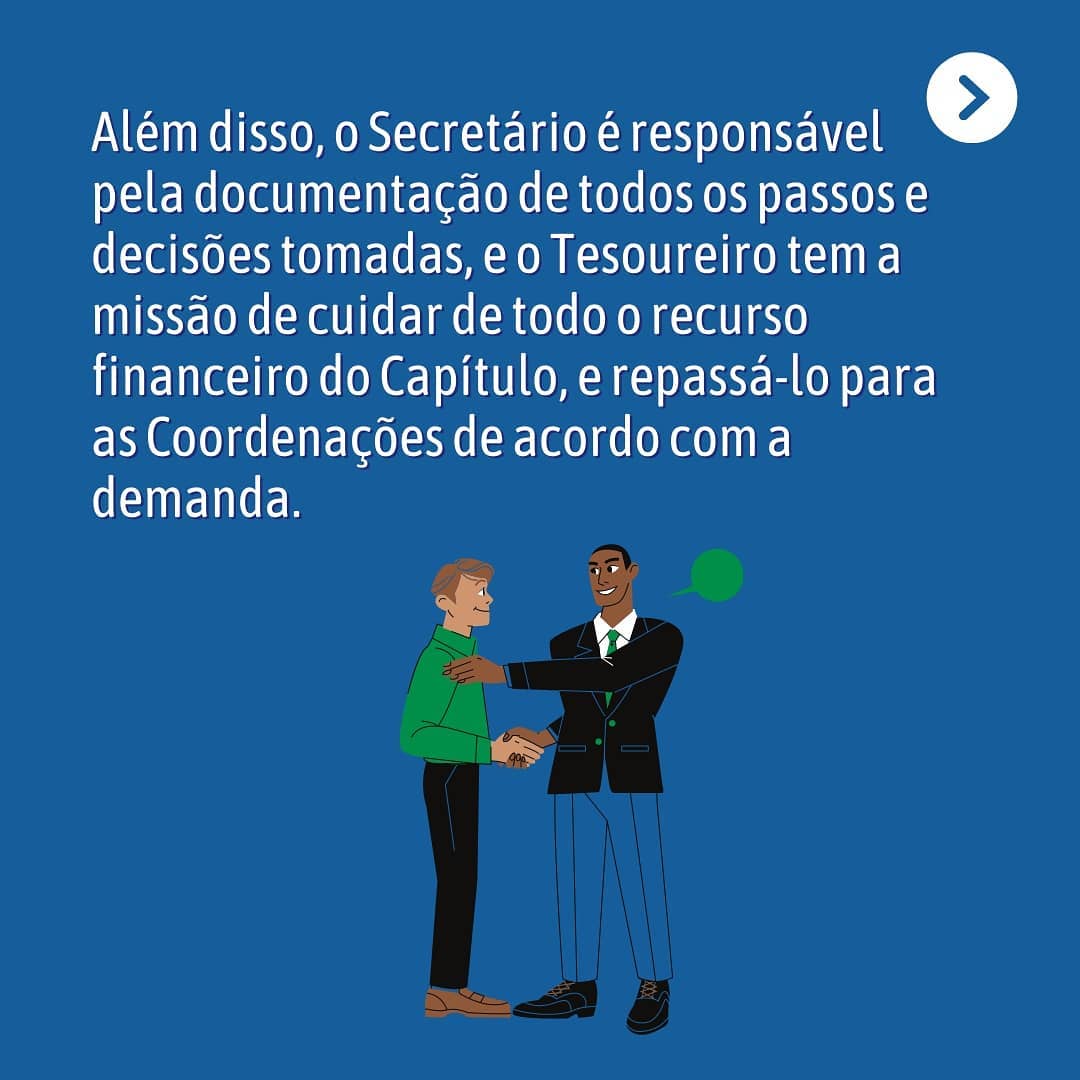 Além disso, o Secretário é responsável
pela documentação de todos os passos e
decisões tomadas, e o Tesoureiro tem a
missão de cuidar de todo o recurso
financeiro do Capítulo, e repassá-lo para
as Coordenações de acordo com a
demanda.